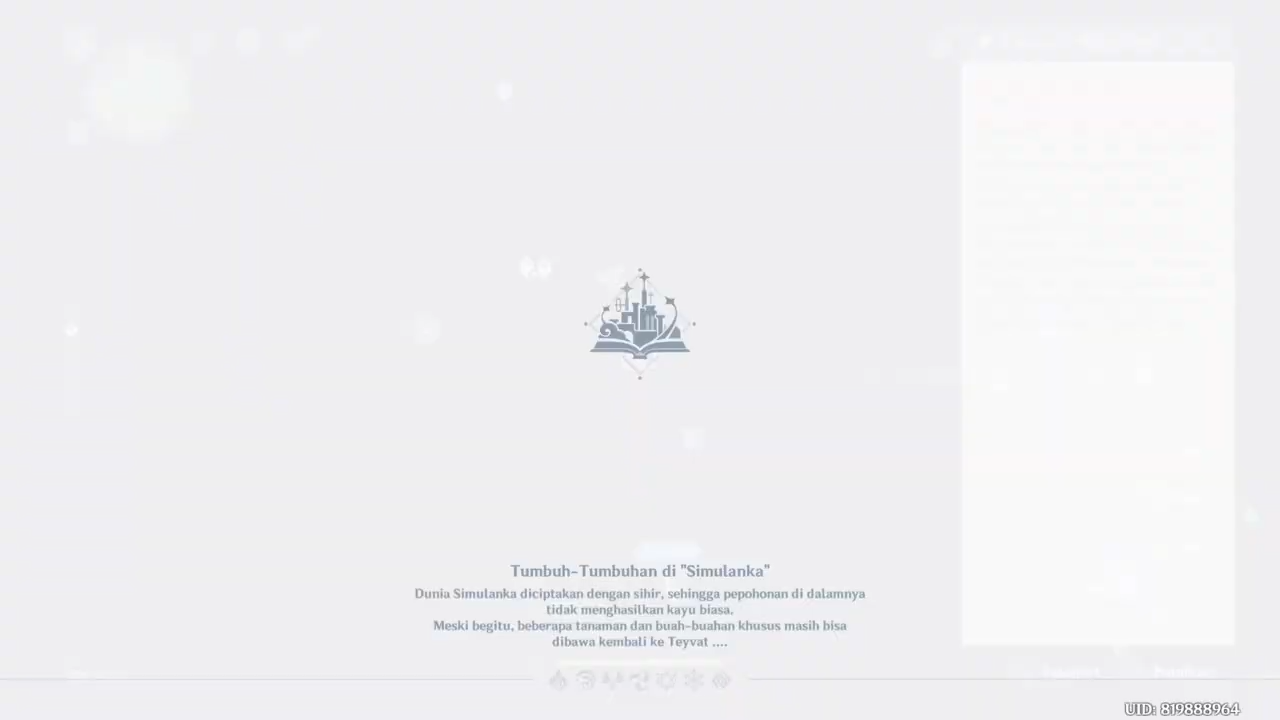 Tumbuh-Tumbuhan di "Simulanka"
Dunia Simulanka diciptakan dengan sihir, sehingga pepohonan di dalamnya
tidak menghasilkan kayu biasa.
Meski begitu, beberapa tanaman dan buah-buahan khusus masih bisa
dibawa kembali ke Teyvat ....
UID: 819888964